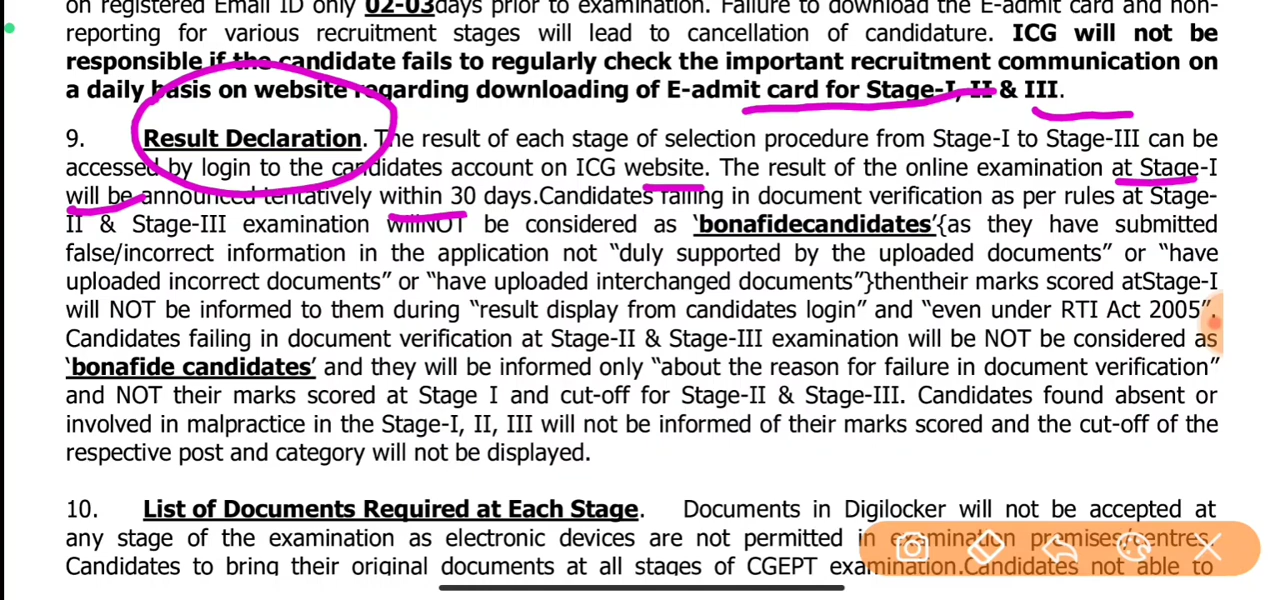 on registered Email ID only 02-03days prior to examination. Failure to download the E-admit card and non-
reporting for various recruitment stages will lead to cancellation of candidature. ICG will not be
responsible if the candidate fails to regularly check the important recruitment communication on
a daily basis on website regarding downloading of E-admit card for Stage-I, II & III.
9. Result Declaration. The result of each stage of selection procedure from Stage-I to Stage-III can be
accessed by login to the candidates account on ICG website. The result of the online examination at Stage-I
will be announced tentatively within 30 days.Candidates failing in document verification as per rules at Stage-
II & Stage-III examination willNOT be considered as ‘bonafidecandidates’{as they have submitted
false/incorrect information in the application not “duly supported by the uploaded documents” or “have
uploaded incorrect documents” or “have uploaded interchanged documents”}thentheir marks scored atStage-I
will NOT be informed to them during “result display from candidates login” and “even under RTI Act 2005”.
Candidates failing in document verification at Stage-II & Stage-III examination will be NOT be considered as
‘bonafide candidates’ and they will be informed only “about the reason for failure in document verification”
and NOT their marks scored at Stage I and cut-off for Stage-II & Stage-III. Candidates found absent or
involved in malpractice in the Stage-I, II, III will not be informed of their marks scored and the cut-off of the
respective post and category will not be displayed.
10. List of Documents Required at Each Stage. Documents in Digilocker will not be accepted at
any stage of the examination as electronic devices are not permitted in examination premises/centres.
Candidates to bring their original documents at all stages of CGEPT examination.Candidates not able to